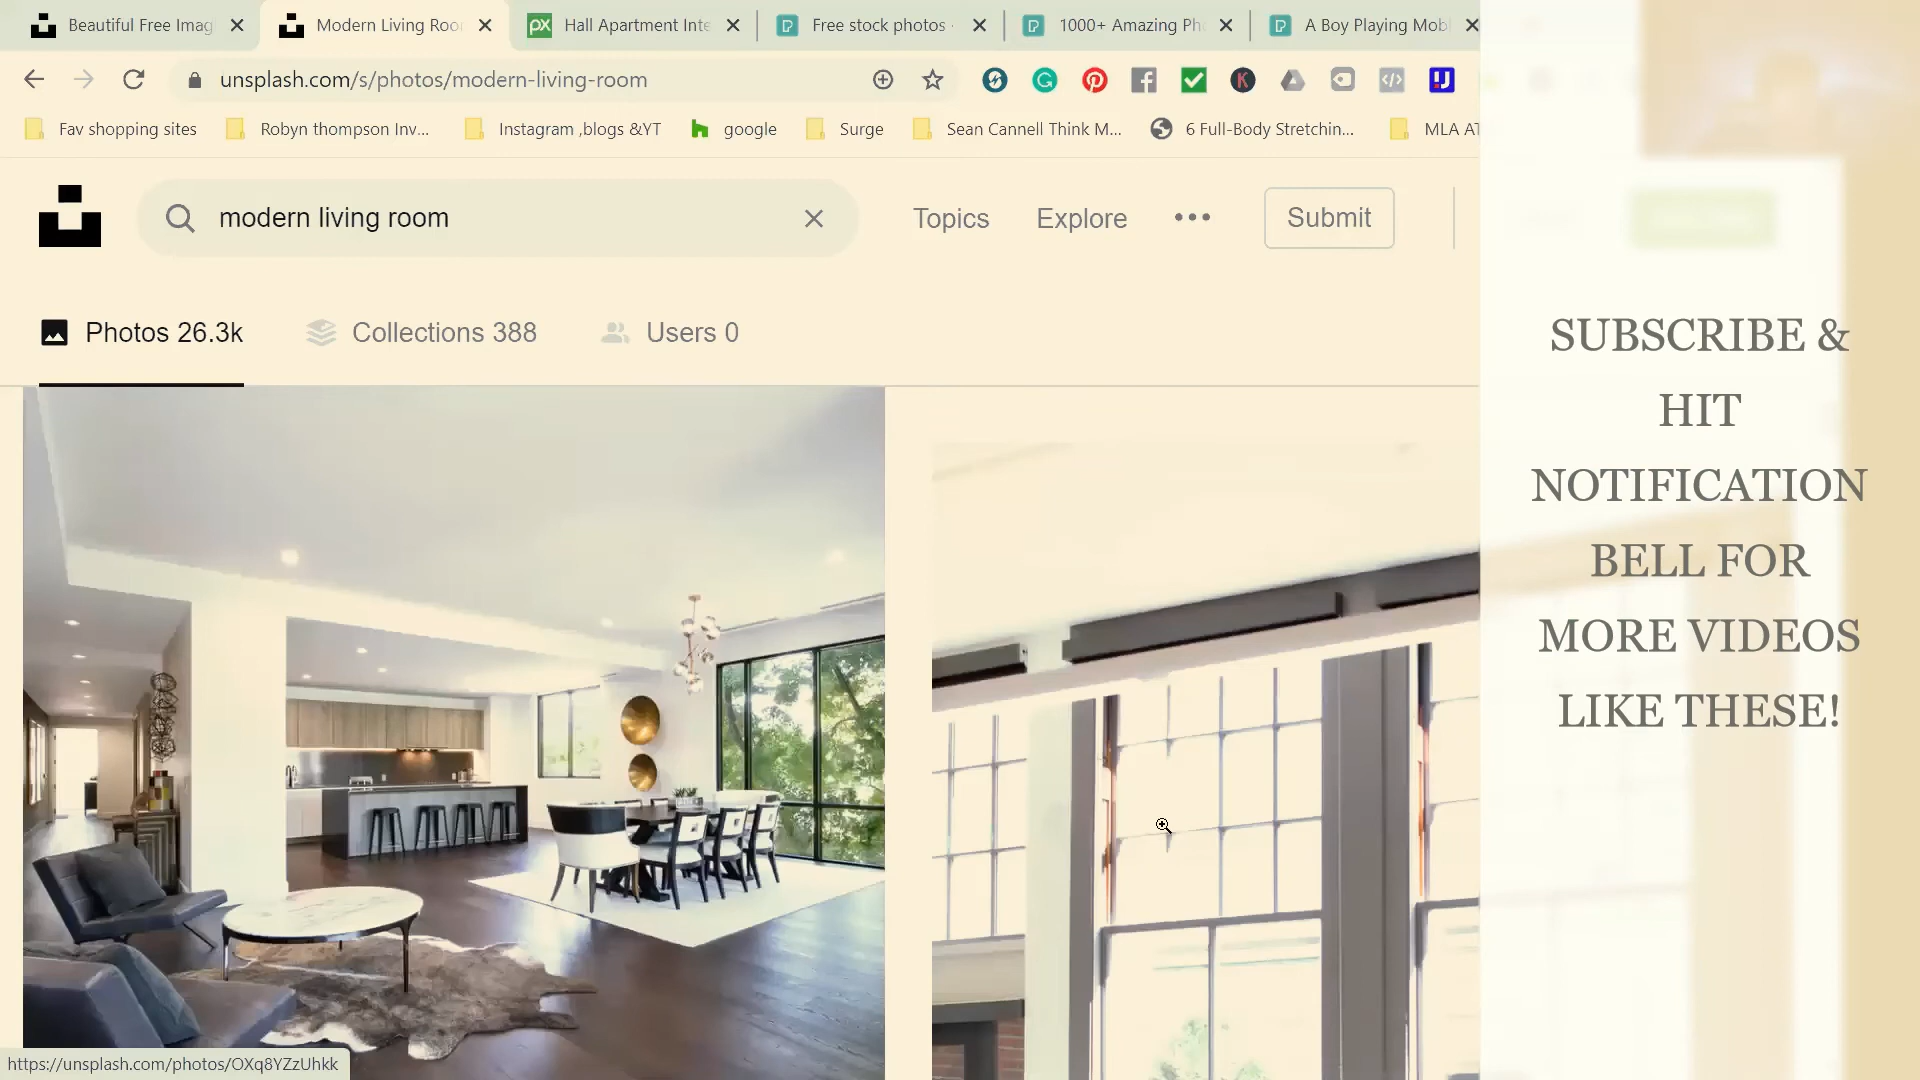 Beautiful Free Imag
Modern Living Roo
px
Hall Apartment Inte
Free stock photos ·
1000+ Amazing Ph
A Boy Playing Mobi
unsplash.com/s/photos/modern-living-room
Fav shopping sites
Robyn thompson Inv...
Instagram ,blogs &YT
google
Surge
Sean Cannell Think M...
6 Full-Body Stretchin...
MLA AT
modern living room
Topics
Explore
Submit
Photos 26.3k
Collections 388
Users 0
SUBSCRIBE &
HIT
NOTIFICATION
BELL FOR
MORE VIDEOS
LIKE THESE!
https://unsplash.com/photos/OXq8YZzUhkk